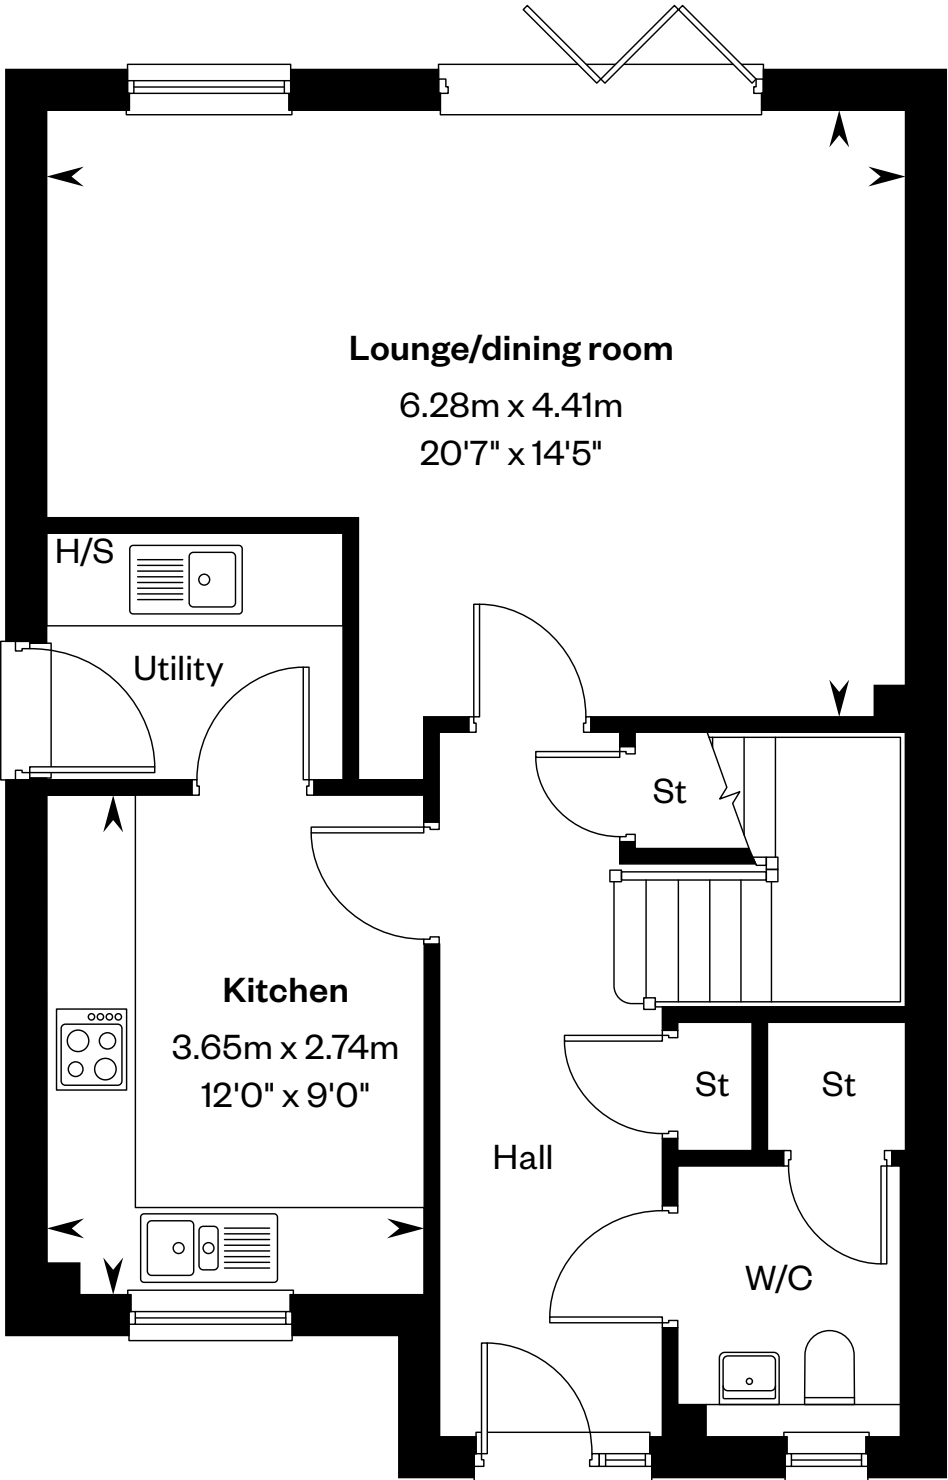 Lounge/dining room
6.28m x 4.41m
20'7" x 14'5"
H/S
Utility
St
Kitchen
3.65m x 2.74m
12'0" x 9'0"
St
St
Hall
W/C